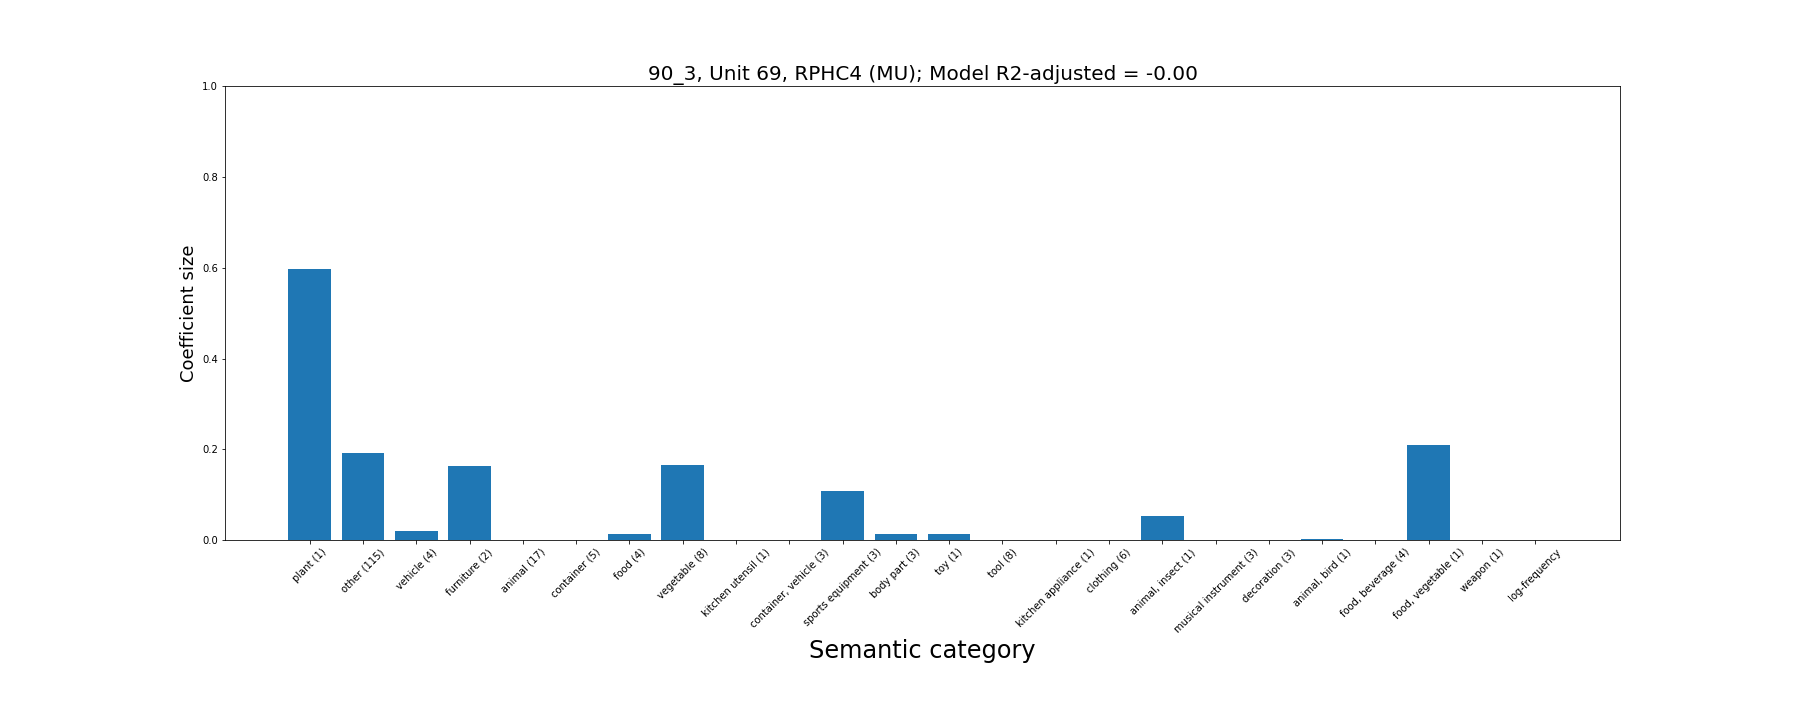 90_3, Unit 69, RPHC4 (MU); Model R2-adjusted = -0.00
Coefficient size
1.0
0.8
0.6
0.4
0.2
0.0
plant (1)
other (115)
vehicle (4)
furniture (2)
animal (17)
container (5)
food (4)
vegetable (8)
kitchen utensil (1)
container, vehicle (3)
sports equipment (3)
body part (3)
toy (1)
tool (8)
kitchen appliance (1)
clothing (6)
animal, insect (1)
musical instrument (3)
decoration (3)
animal, bird (1)
food, beverage (4)
food, vegetable (1)
weapon (1)
log-frequency
Semantic category